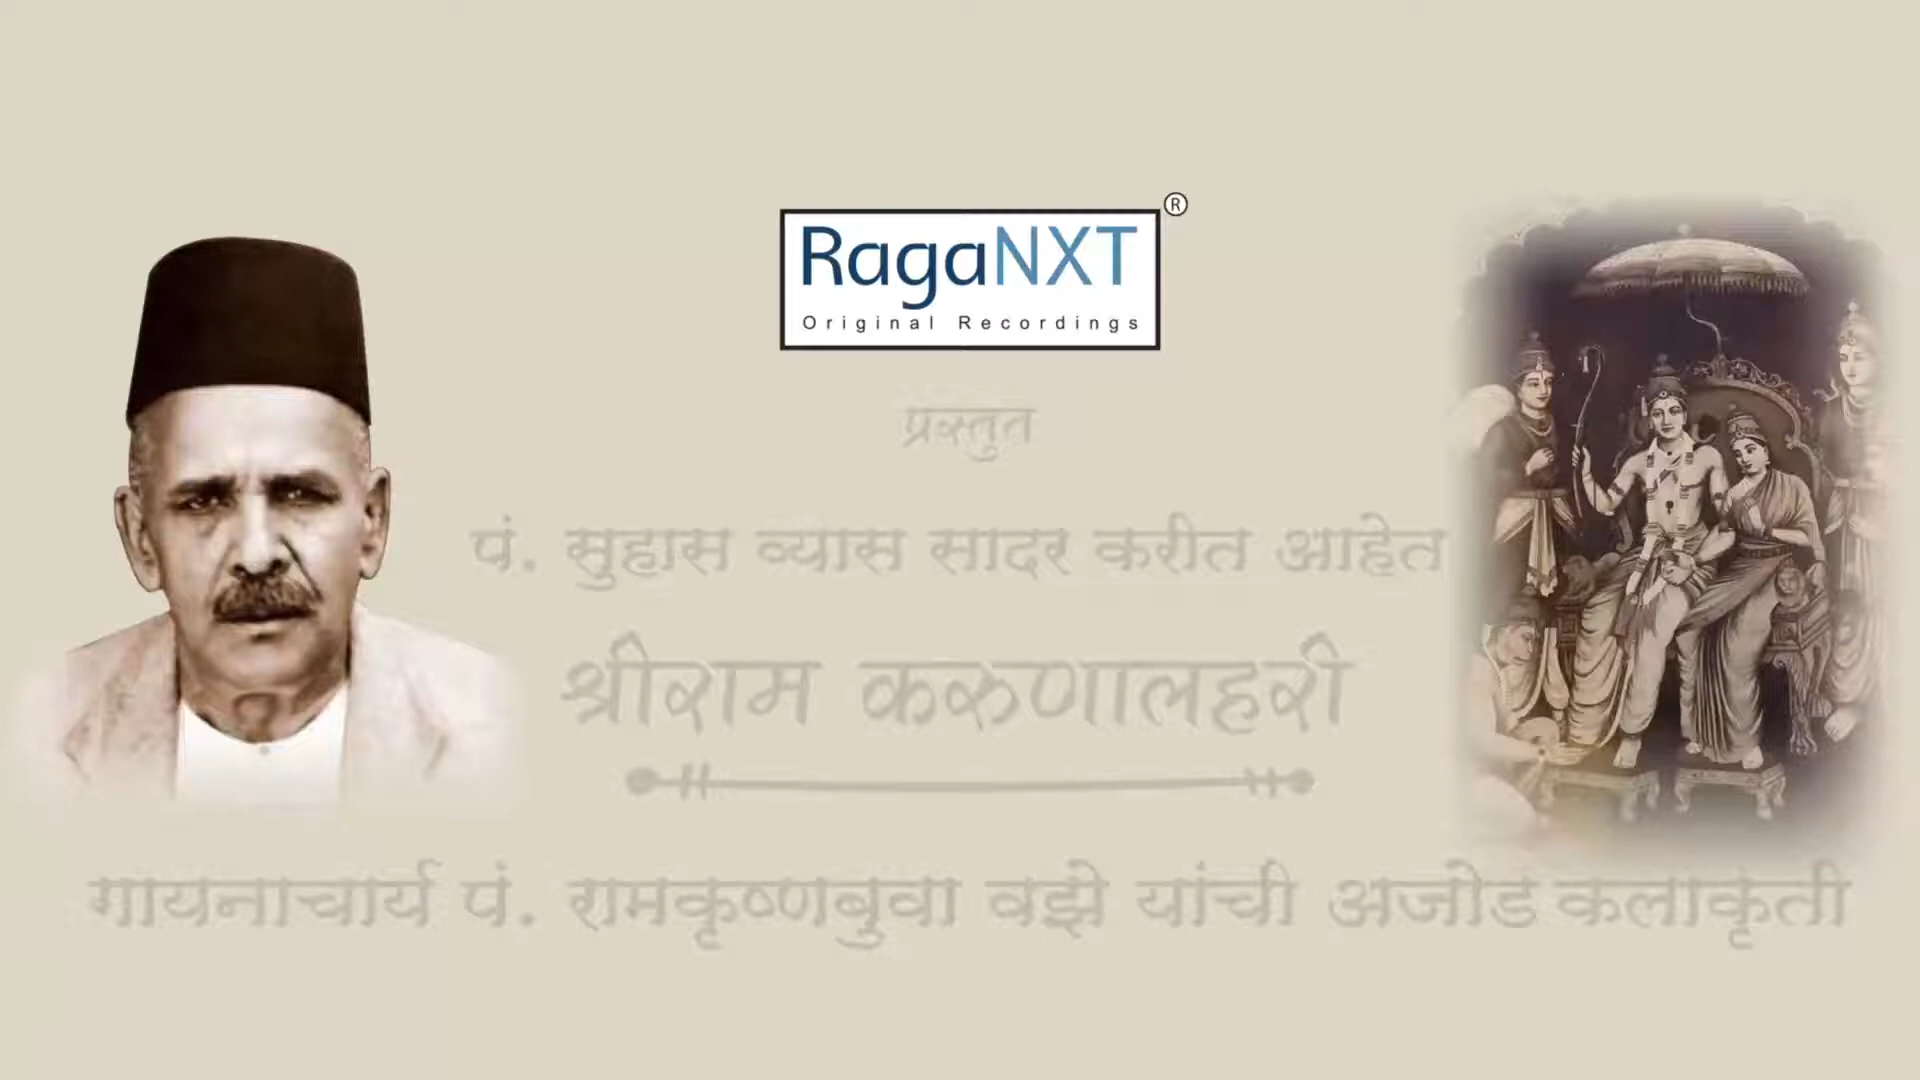 RagaNXT®
Original Recordings
प्रस्तुत
पं. सुहास व्यास सादर करीत आहेत
श्रीराम करुणालहरी
गायनाचार्य पं. रामकृष्णबुवा वझे यांची अजोड कलाकृती